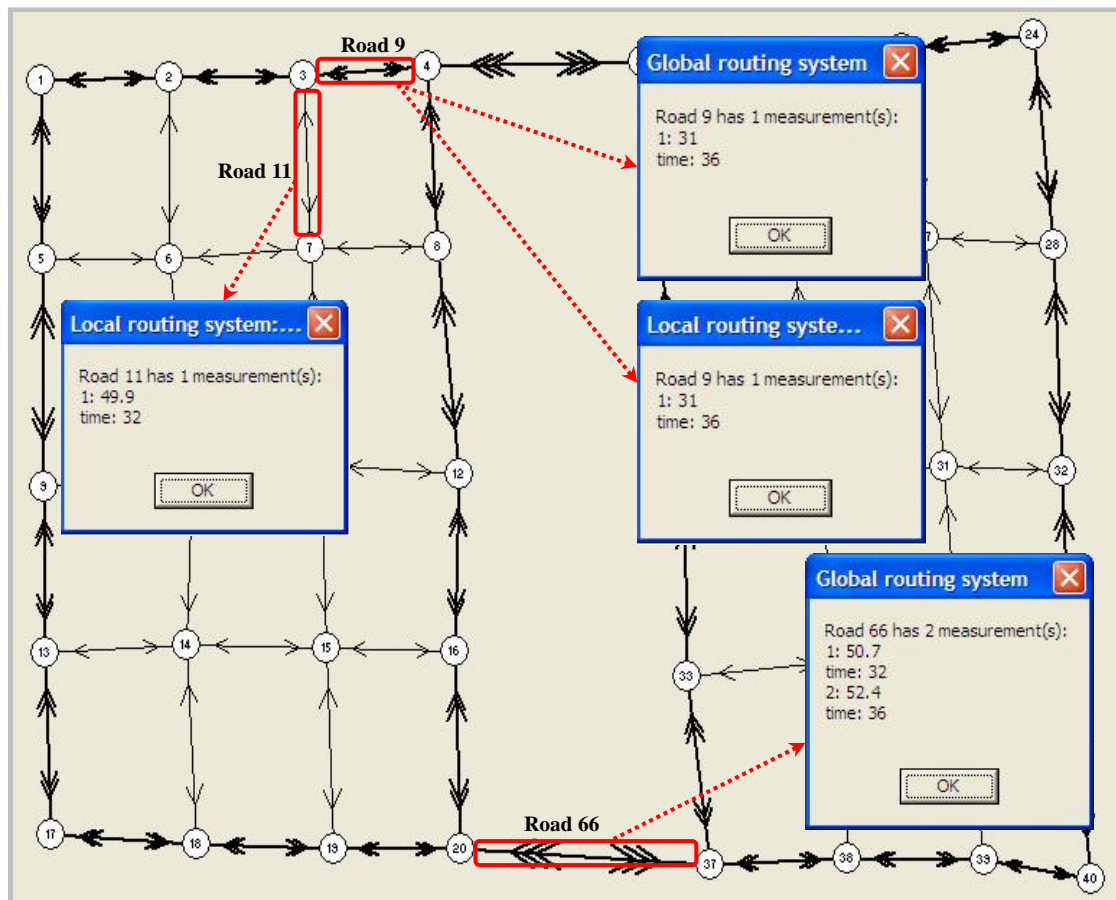 Road 9
24
1
2
3
4
Global routing system
Road 9 has 1 measurement(s):
1: 31
time: 36
OK
Road 11
5
6
7
8
7
28
Local routing system:...
Road 11 has 1 measurement(s):
1: 49.9
time: 32
OK
Local routing syste...
Road 9 has 1 measurement(s):
1: 31
time: 36
OK
9
12
31
32
Global routing system
Road 66 has 2 measurement(s):
1: 50.7
time: 32
2: 52.4
time: 36
OK
13
14
15
16
33
17
18
19
20
Road 66
37
38
39
40